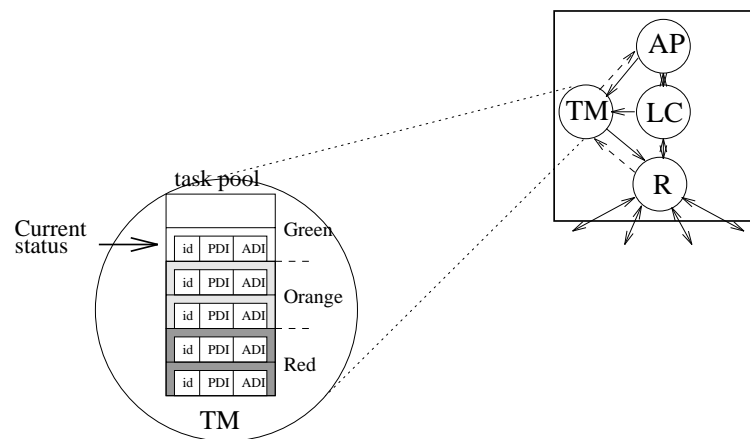 AP
TM
LC
R
task pool
Current
status
Green
id PDI ADI
id PDI ADI
Orange
id PDI ADI
id PDI ADI
Red
id PDI ADI
TM